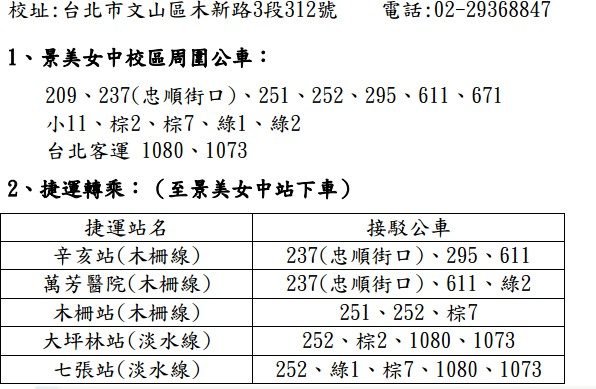 校址:台北市文山區木新路3段312號 電話:02-29368847
1、景美女中校區周圍公車：
209、237(忠順街口)、251、252、295、611、671
小11、棕2、棕7、綠1、綠2
台北客運 1080、1073
2、捷運轉乘：（至景美女中站下車）
捷運站名 接駁公車
辛亥站(木柵線) 237(忠順街口)、295、611
萬芳醫院(木柵線) 237(忠順街口)、611、綠2
木柵站(木柵線) 251、252、棕7
大坪林站(淡水線) 252、棕2、1080、1073
七張站(淡水線) 252、綠1、棕7、1080、1073